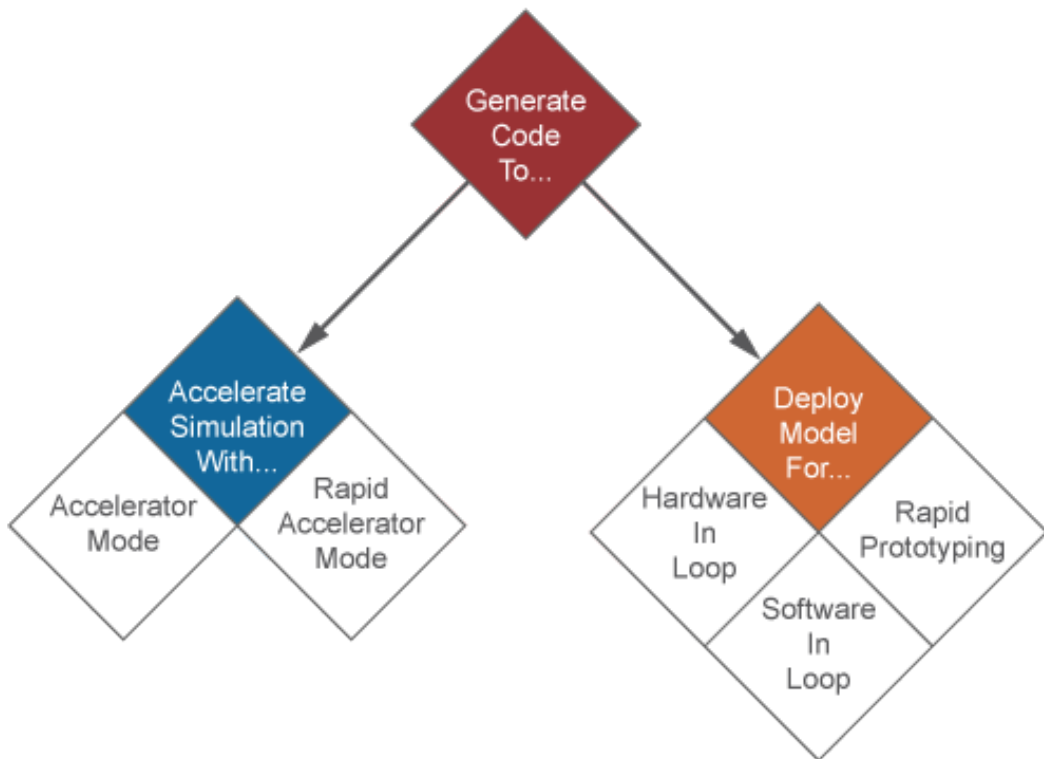 Generate
Code
To...
Accelerate
Simulation
With...
Accelerator
Mode
Rapid
Accelerator
Mode
Deploy
Model
For...
Hardware
In
Loop
Rapid
Prototyping
Software
In
Loop